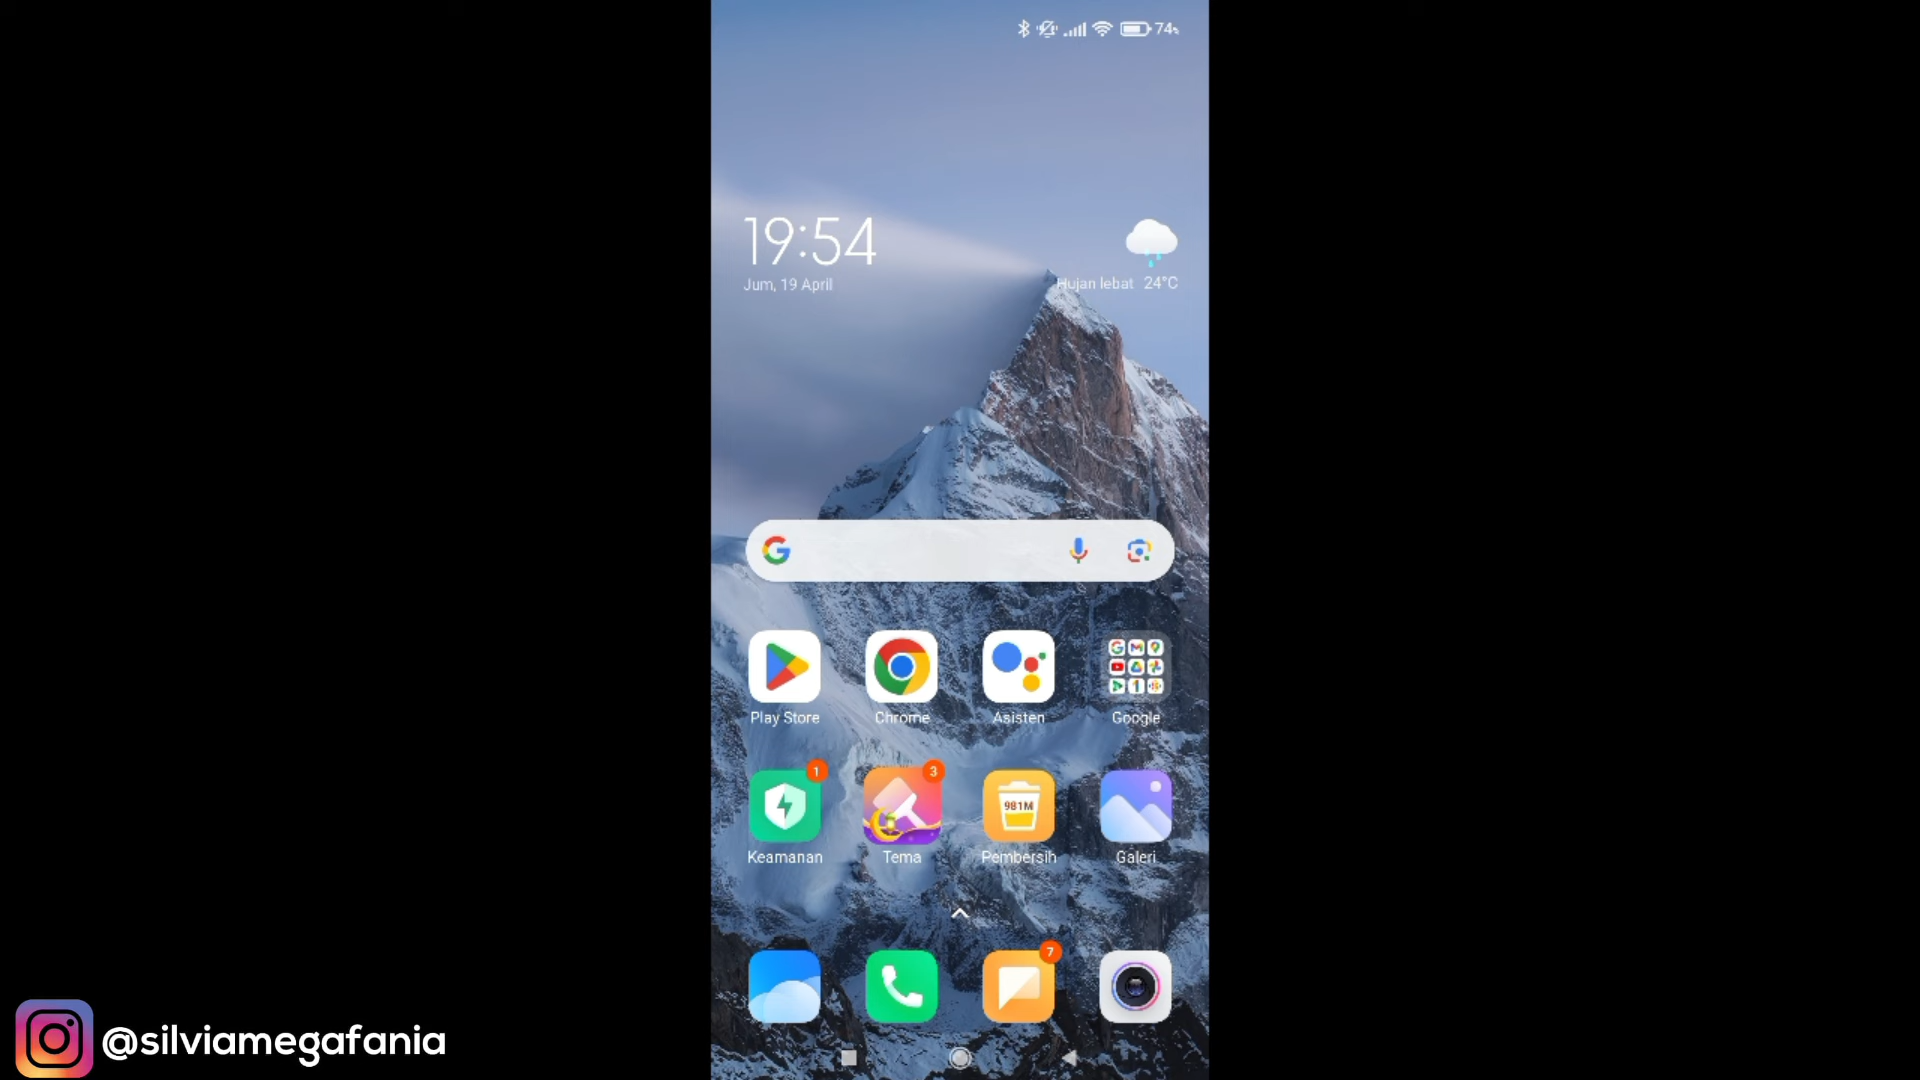 74%
19:54
Jum, 19 April
Hujan lebat 24°C
Play Store
Chrome
Asisten
Google
1
3
981M
Keamanan
Tema
Pembersih
Galeri
7
@silviamegafania